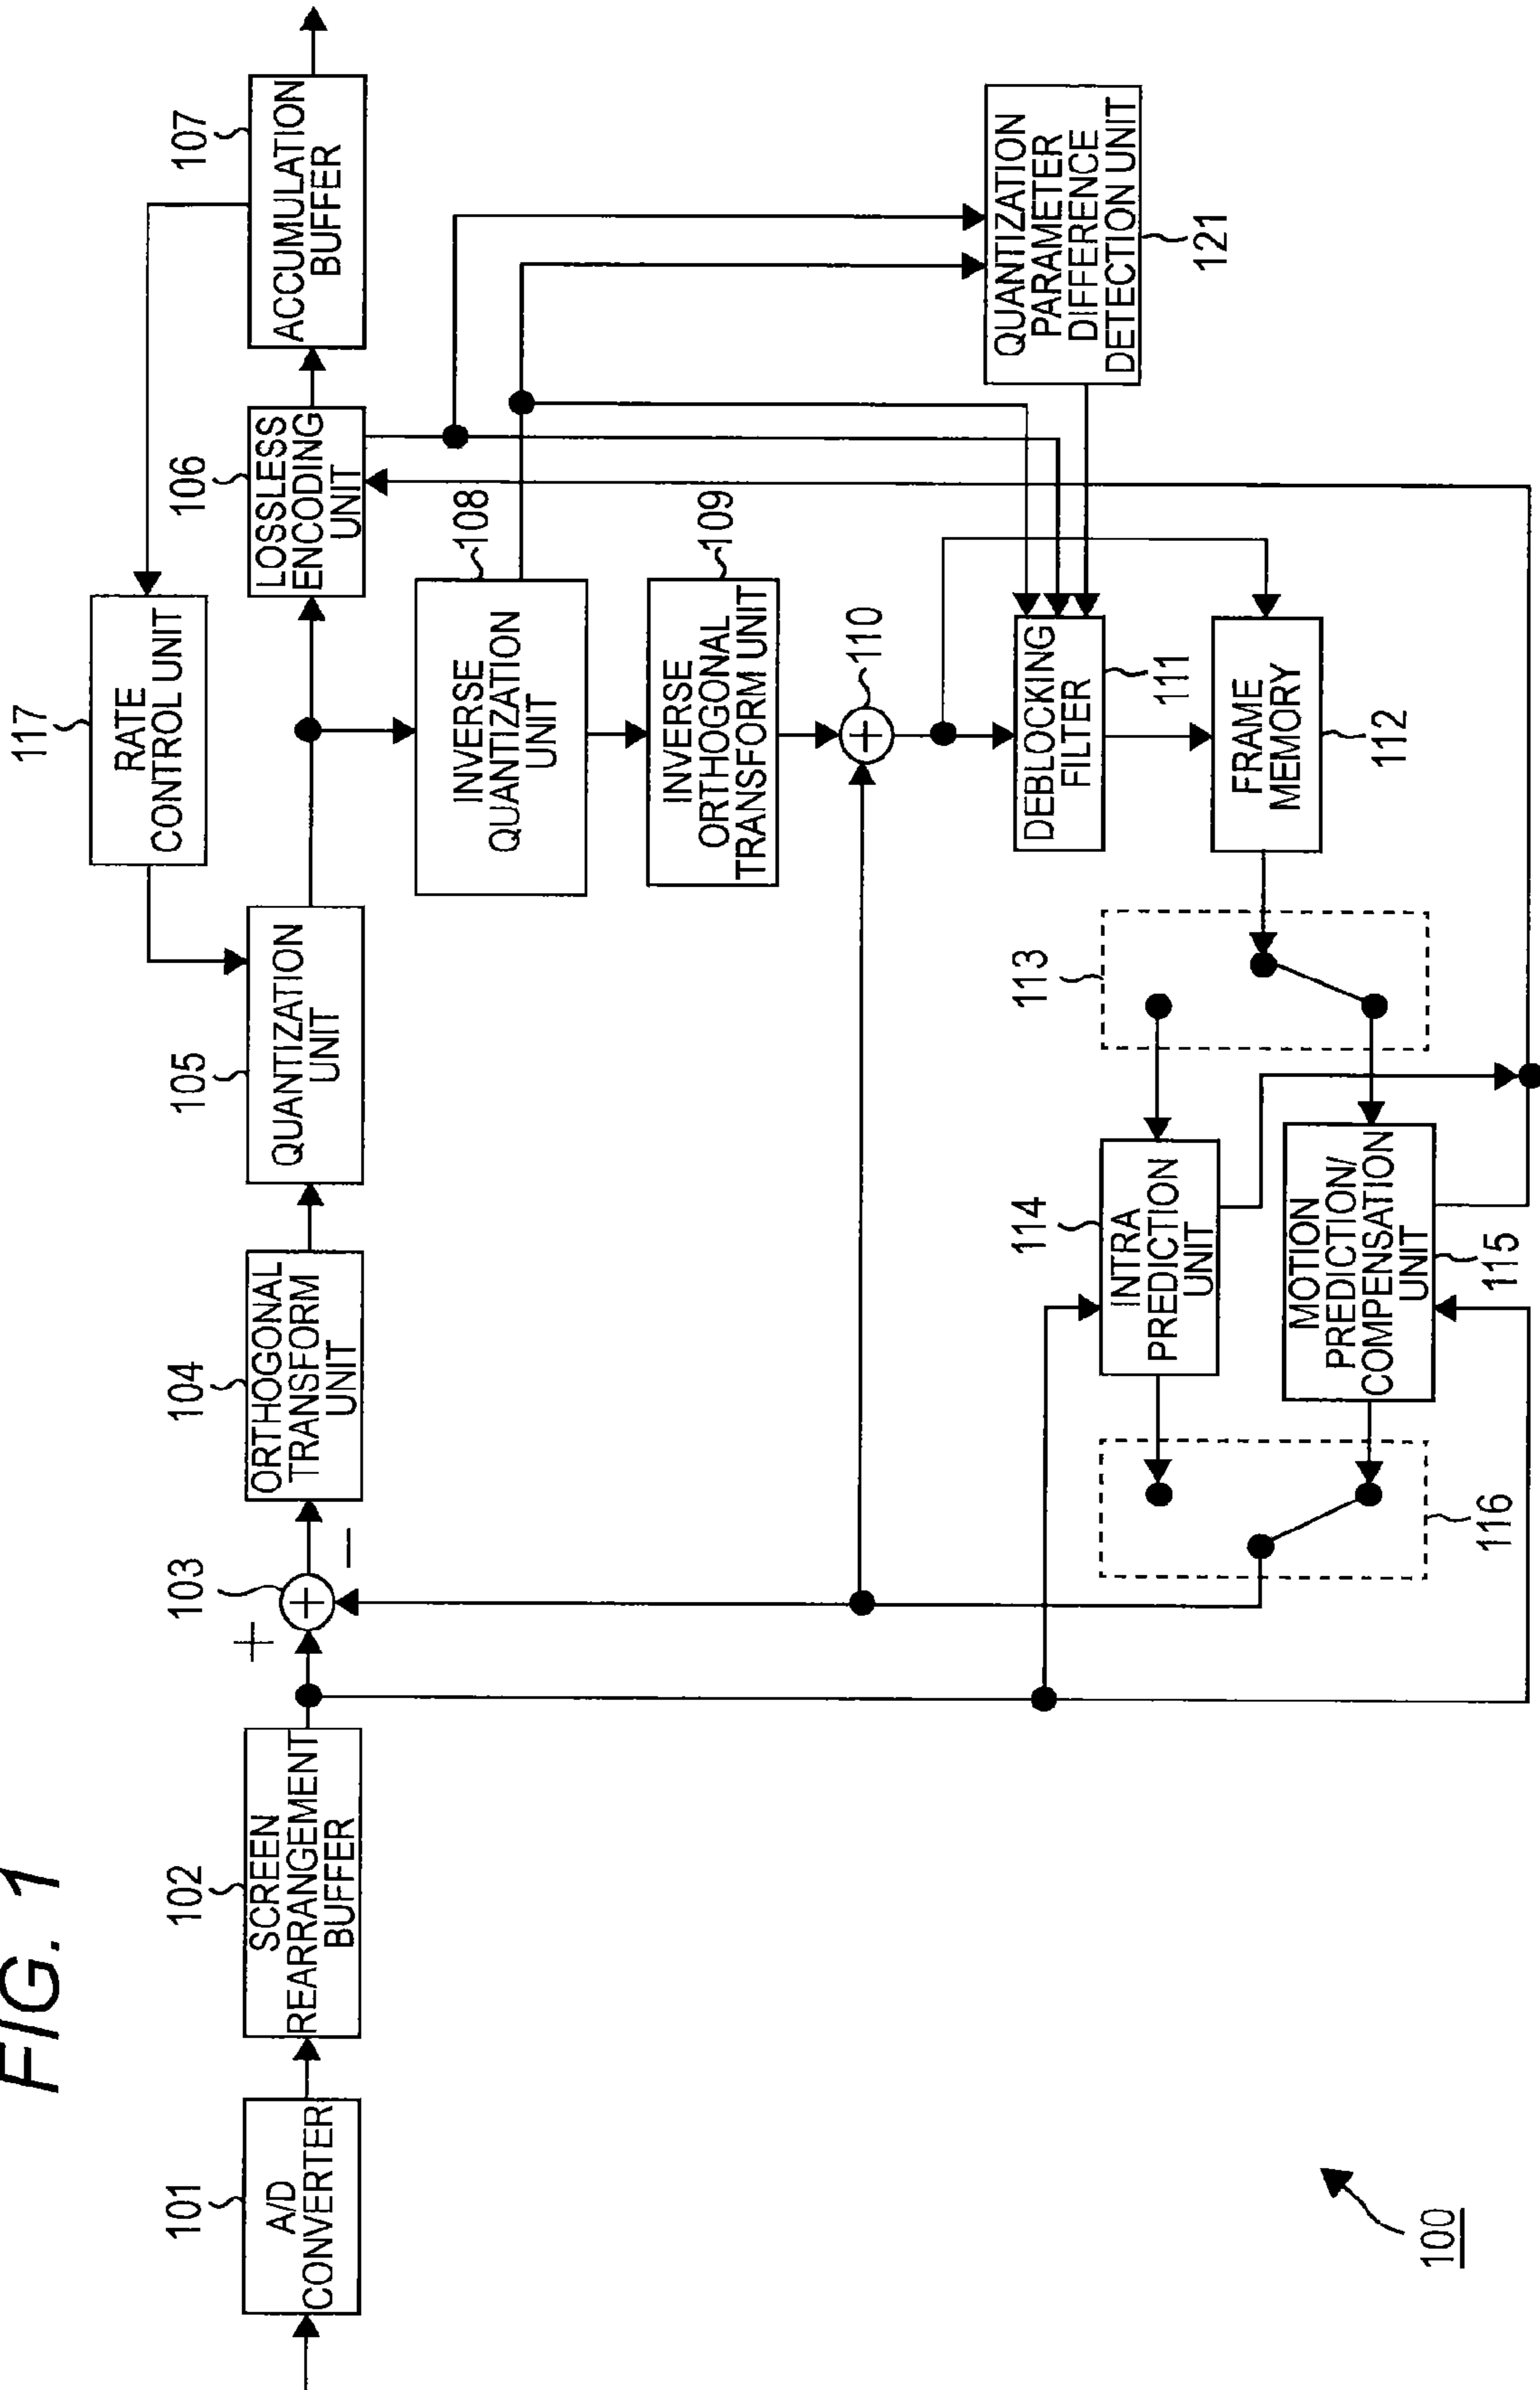 FIG. 1
100
101
A/D
CONVERTER
102
SCREEN
REARRANGEMENT
BUFFER
103
+
−
104
ORTHOGONAL
TRANSFORM
UNIT
105
QUANTIZATION
UNIT
117
RATE
CONTROL UNIT
106
LOSSLESS
ENCODING
UNIT
107
ACCUMULATION
BUFFER
108
INVERSE
QUANTIZATION
UNIT
109
INVERSE
ORTHOGONAL
TRANSFORM UNIT
110
DEBLOCKING
FILTER
111
FRAME
MEMORY
112
QUANTIZATION
PARAMETER
DIFFERENCE
DETECTION UNIT
121
113
114
INTRA
PREDICTION
UNIT
MOTION
PREDICTION/
COMPENSATION
UNIT
115
116